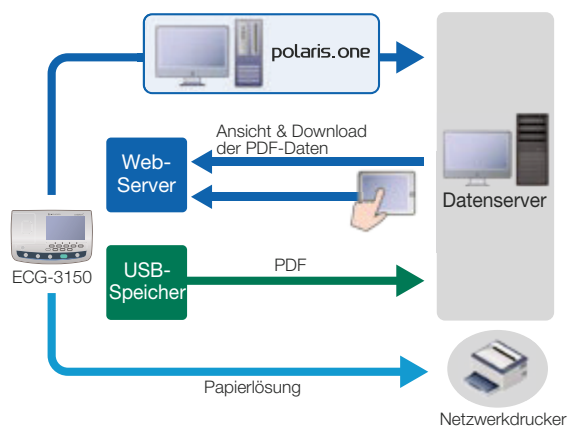 polaris.one
Ansicht & Download
der PDF-Daten
Web-
Server
Datenserver
ECG-3150
USB-
Speicher
PDF
Papierlösung
Netzwerkdrucker